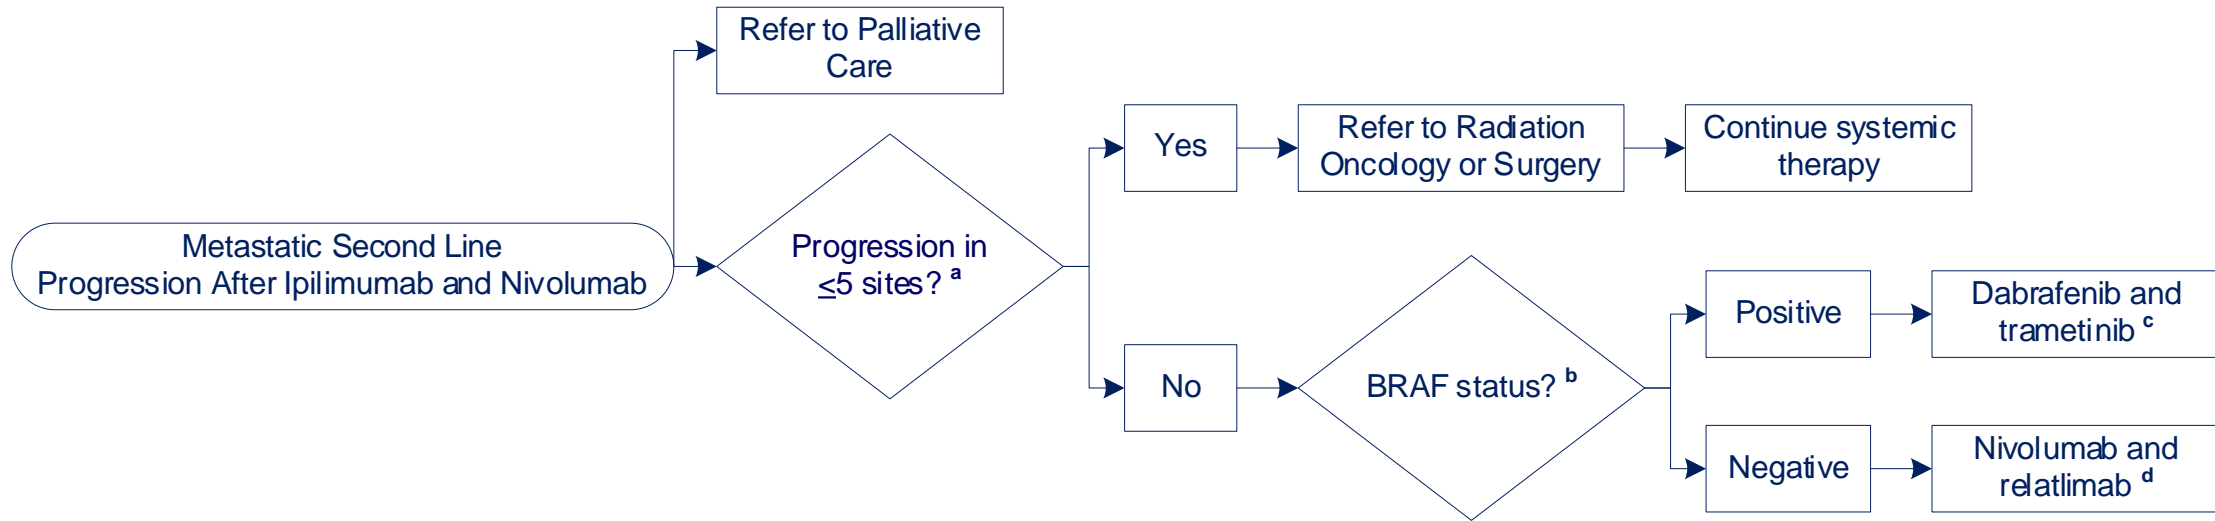 Refer to Palliative
Care
Metastatic Second Line
Progression After Ipilimumab and Nivolumab
Progression in
≤5 sites? a
Yes
Refer to Radiation
Oncology or Surgery
Continue systemic
therapy
No
BRAF status? b
Positive
Dabrafenib and
trametinib c
Negative
Nivolumab and
relatlimab d